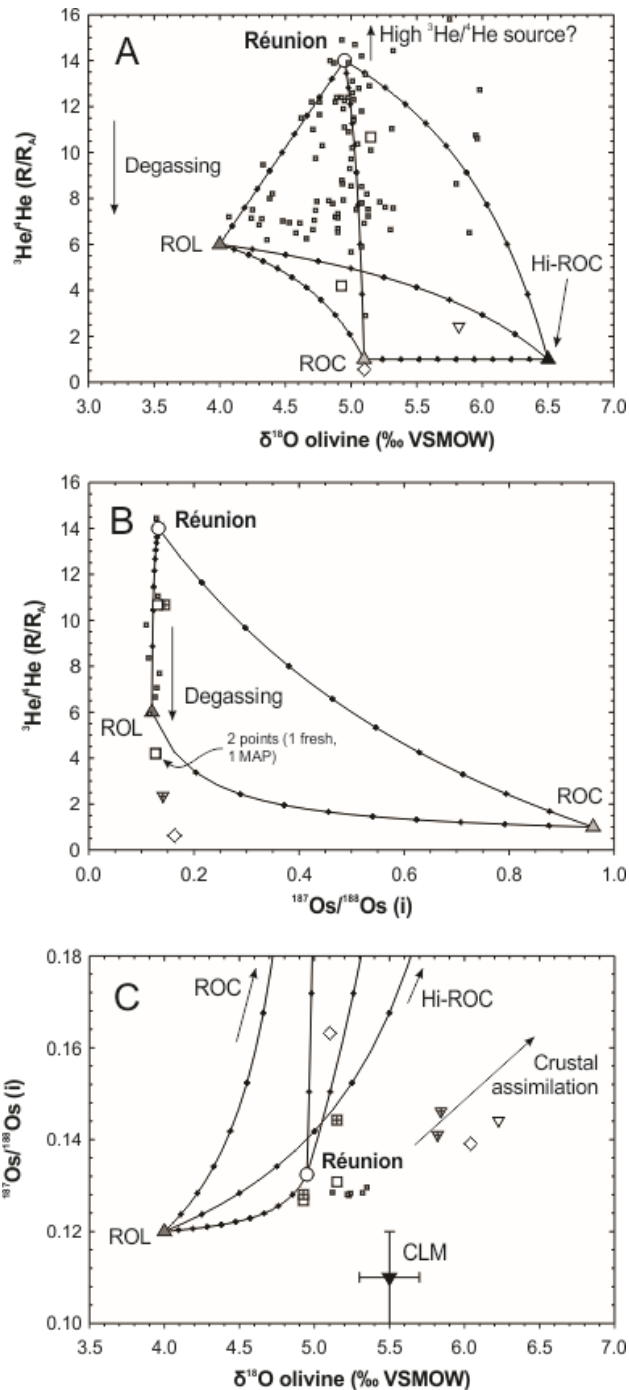 A
Réunion
High ³He/⁴He source?
Degassing
ROL
Hi-ROC
ROC
³He/⁴He (R/R_A)
16
14
12
10
8
6
4
2
0
3.0 3.5 4.0 4.5 5.0 5.5 6.0 6.5 7.0
δ¹⁸O olivine (‰ VSMOW)
B
Réunion
Degassing
ROL
2 points (1 fresh,
1 MAP)
ROC
³He/⁴He (R/R_A)
16
14
12
10
8
6
4
2
0
0.0 0.2 0.4 0.6 0.8 1.0
¹⁸⁷Os/¹⁸⁸Os (i)
C
ROC
Hi-ROC
Crustal
assimilation
Réunion
ROL
CLM
¹⁸⁷Os/¹⁸⁸Os (i)
0.18
0.16
0.14
0.12
0.10
3.5 4.0 4.5 5.0 5.5 6.0 6.5 7.0
δ¹⁸O olivine (‰ VSMOW)